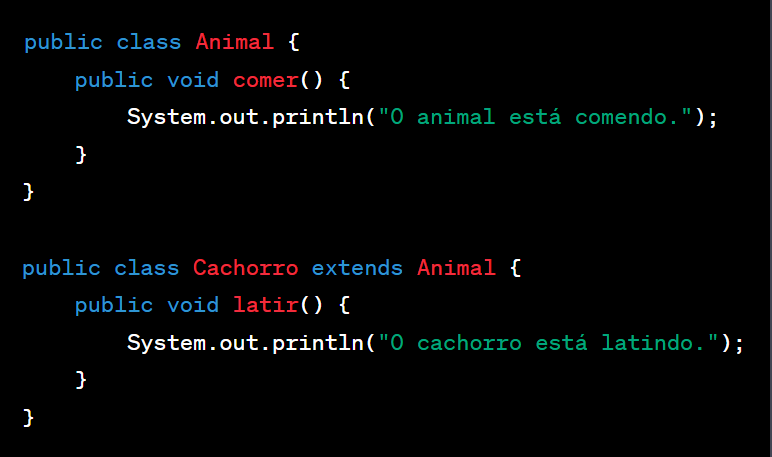 public class Animal {
    public void comer() {
        System.out.println("O animal está comendo.");
    }
}

public class Cachorro extends Animal {
    public void latir() {
        System.out.println("O cachorro está latindo.");
    }
}